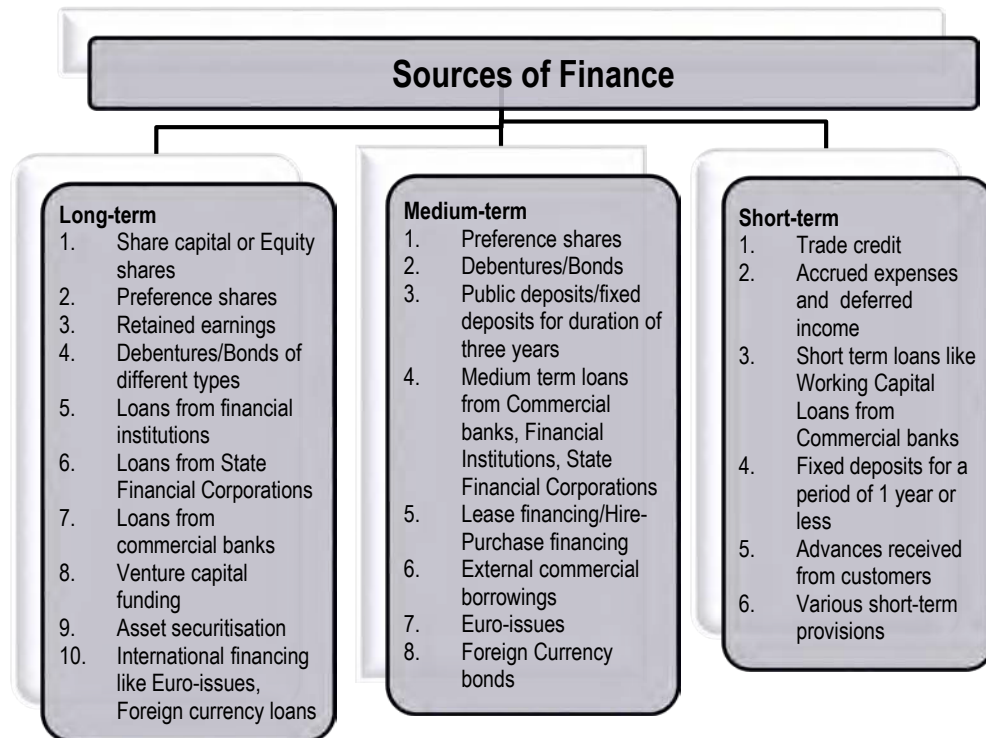 Sources of Finance
Long-term
1. Share capital or Equity
shares
2. Preference shares
3. Retained earnings
4. Debentures/Bonds of
different types
5. Loans from financial
institutions
6. Loans from State
Financial Corporations
7. Loans from
commercial banks
8. Venture capital
funding
9. Asset securitisation
10. International financing
like Euro-issues,
Foreign currency loans
Medium-term
1. Preference shares
2. Debentures/Bonds
3. Public deposits/fixed
deposits for duration of
three years
4. Medium term loans
from Commercial
banks, Financial
Institutions, State
Financial Corporations
5. Lease financing/Hire-
Purchase financing
6. External commercial
borrowings
7. Euro-issues
8. Foreign Currency
bonds
Short-term
1. Trade credit
2. Accrued expenses
and deferred
income
3. Short term loans like
Working Capital
Loans from
Commercial banks
4. Fixed deposits for a
period of 1 year or
less
5. Advances received
from customers
6. Various short-term
provisions